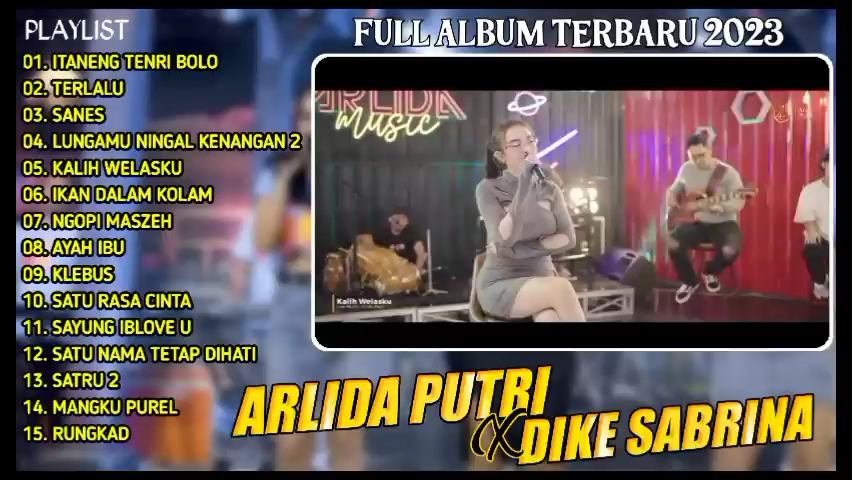 PLAYLIST
01. ITANENG TENRI BOLO
02. TERLALU
03. SANES
04. LUNGAMU NINGAL KENANGAN 2
05. KALIH WELASKU
06. IKAN DALAM KOLAM
07. NGOPI MASZEH
08. AYAH IBU
09. KLEBUS
10. SATU RASA CINTA
11. SAYUNG IBLOVE U
12. SATU NAMA TETAP DIHATI
13. SATRU 2
14. MANGKU PUREL
15. RUNGKAD
FULL ALBUM TERBARU 2023
ARLIDA
music
Kalih Welasku
ARLIDA PUTRI
X DIKE SABRINA